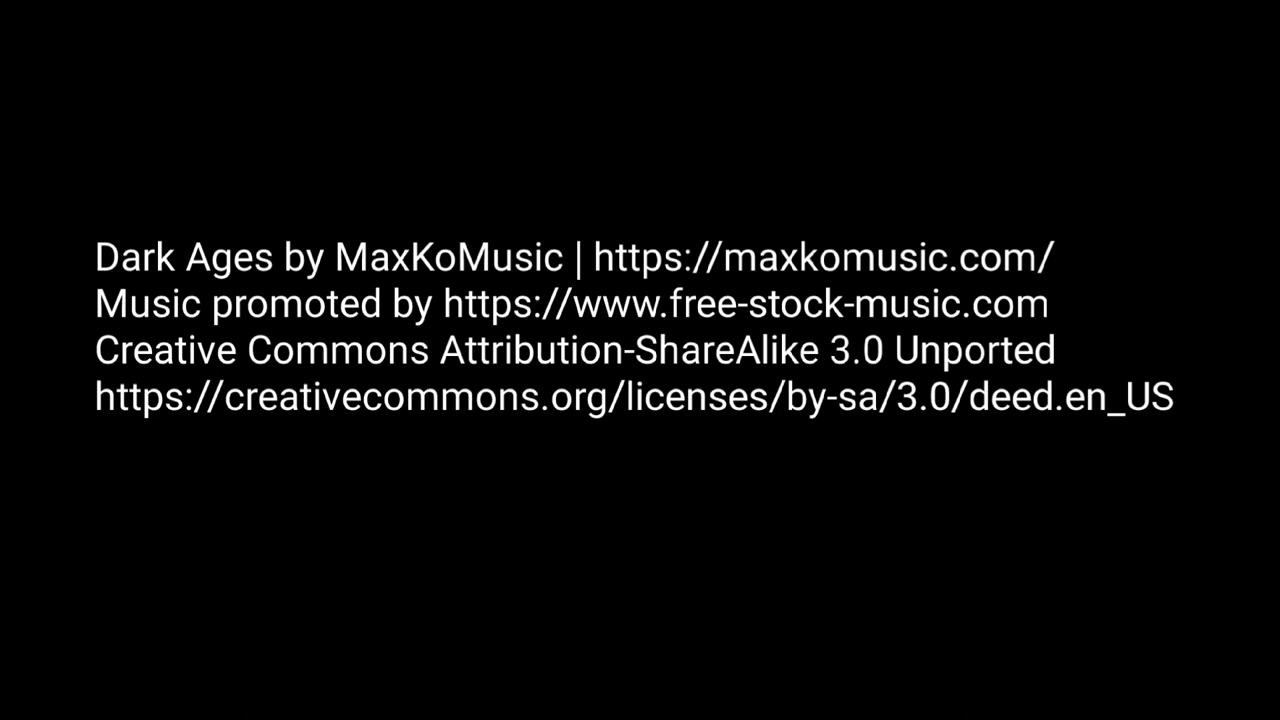 Dark Ages by MaxKoMusic | https://maxkomusic.com/
Music promoted by https://www.free-stock-music.com
Creative Commons Attribution-ShareAlike 3.0 Unported
https://creativecommons.org/licenses/by-sa/3.0/deed.en_US